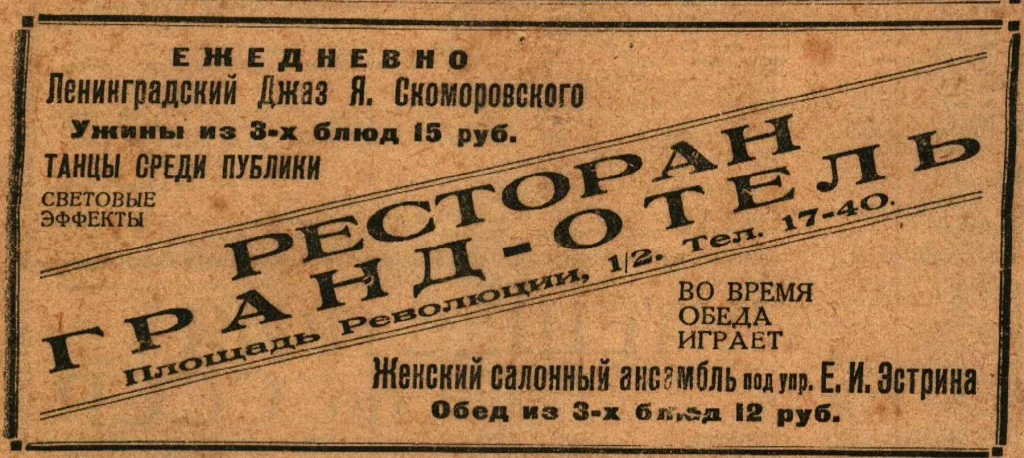 ЕЖЕДНЕВНО
Ленинградский Джаз Я. Скоморовского
Ужины из 3-х блюд 15 руб.
ТАНЦЫ СРЕДИ ПУБЛИКИ
СВЕТОВЫЕ
ЭФФЕКТЫ
РЕСТОРАН
ГРАНД-ОТЕЛЬ
Площадь Революции, 1/2. Тел. 17-40.
ВО ВРЕМЯ
ОБЕДА
ИГРАЕТ
Женский салонный ансамбль под упр. Е. И. Эстрина
Обед из 3-х блюд 12 руб.